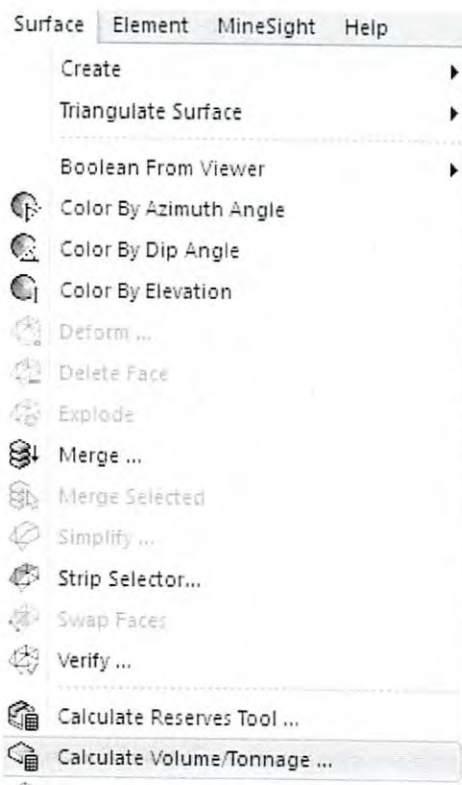 Surface Element MineSight Help
Create
Triangulate Surface
Boolean From Viewer
Color By Azimuth Angle
Color By Dip Angle
Color By Elevation
Deform ...
Delete Face
Explode
Merge ...
Merge Selected
Simplify ...
Strip Selector...
Swap Faces
Verify ...
Calculate Reserves Tool ...
Calculate Volume/Tonnage ...